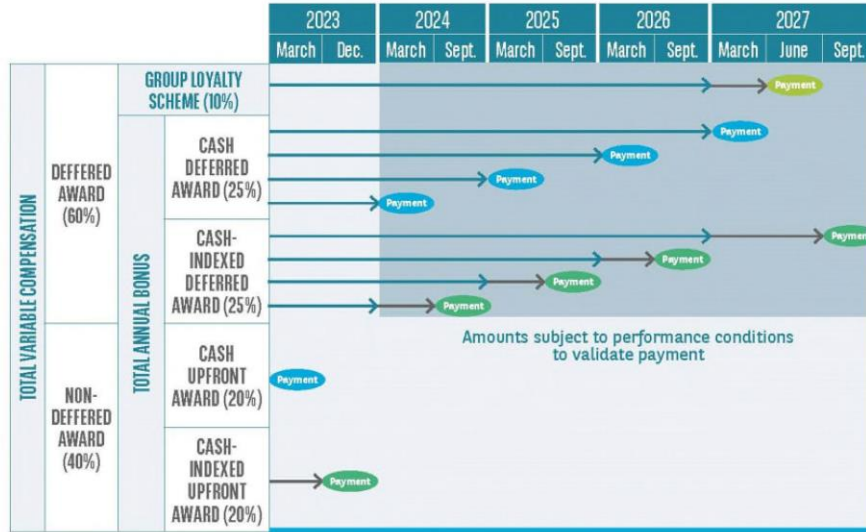 2023 2024 2025 2026 2027
March Dec. March Sept. March Sept. March Sept. March June Sept.
TOTAL VARIABLE COMPENSATION
DEFFERED
AWARD
(60%)
GROUP LOYALTY
SCHEME (10%)
Payment
TOTAL ANNUAL BONUS
CASH
DEFERRED
AWARD
(25%)
Payment
Payment
Payment
Payment
CASH-
INDEXED
DEFERRED
AWARD
(25%)
Payment
Payment
Payment
Payment
NON-
DEFFERED
AWARD
(40%)
CASH
UPFRONT
AWARD (20%)
Payment
Amounts subject to performance conditions
to validate payment
CASH-
INDEXED
UPFRONT
AWARD (20%)
Payment